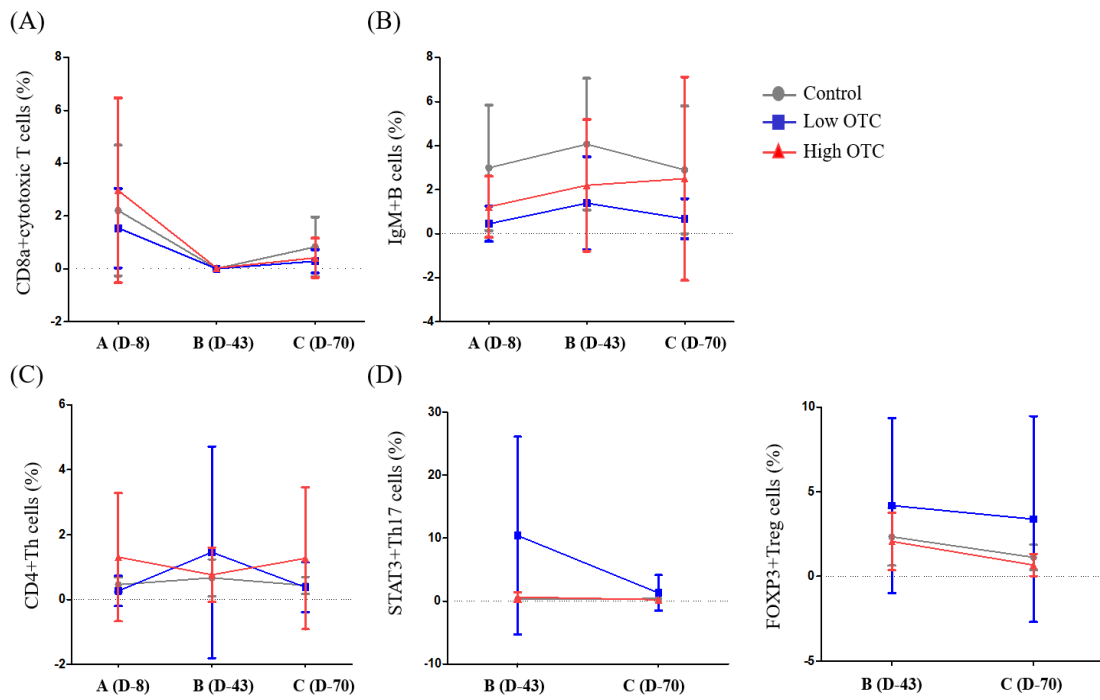 (A)
CD8a+cytotoxic T cells (%)
8
6
4
2
0
-2
A (D-8) B (D-43) C (D-70)
(B)
IgM+B cells (%)
8
6
4
2
0
-2
-4
A (D-8) B (D-43) C (D-70)
Control
Low OTC
High OTC
(C)
CD4+Th cells (%)
6
4
2
0
-2
A (D-8) B (D-43) C (D-70)
(D)
STAT3+Th17 cells (%)
30
20
10
0
-10
B (D-43) C (D-70)
FOXP3+Treg cells (%)
10
5
0
-5
B (D-43) C (D-70)